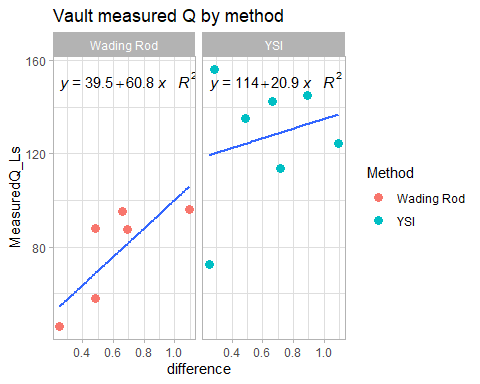 Vault measured Q by method
Wading Rod YSI
160
120
80
y = 39.5+60.8 x R²
y = 114+20.9 x R²
MeasuredQ_Ls
0.4 0.6 0.8 1.0 0.4 0.6 0.8 1.0
difference
Method
Wading Rod
YSI